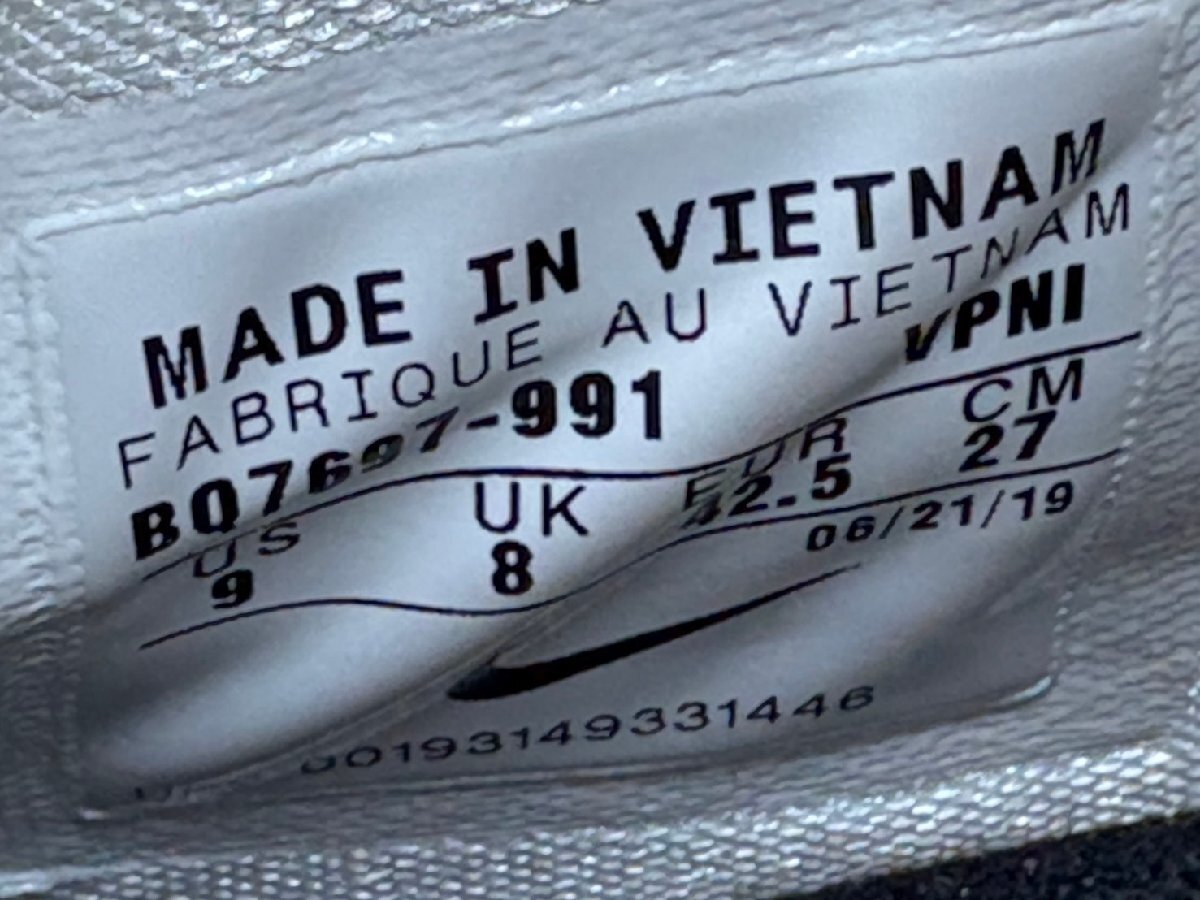 MADE IN VIETNAM
FABRIQUE AU VIETNAM
BQ7697-991 VPNI
US UK EUR CM
9 8 42.5 27
06/21/19
00193149331446